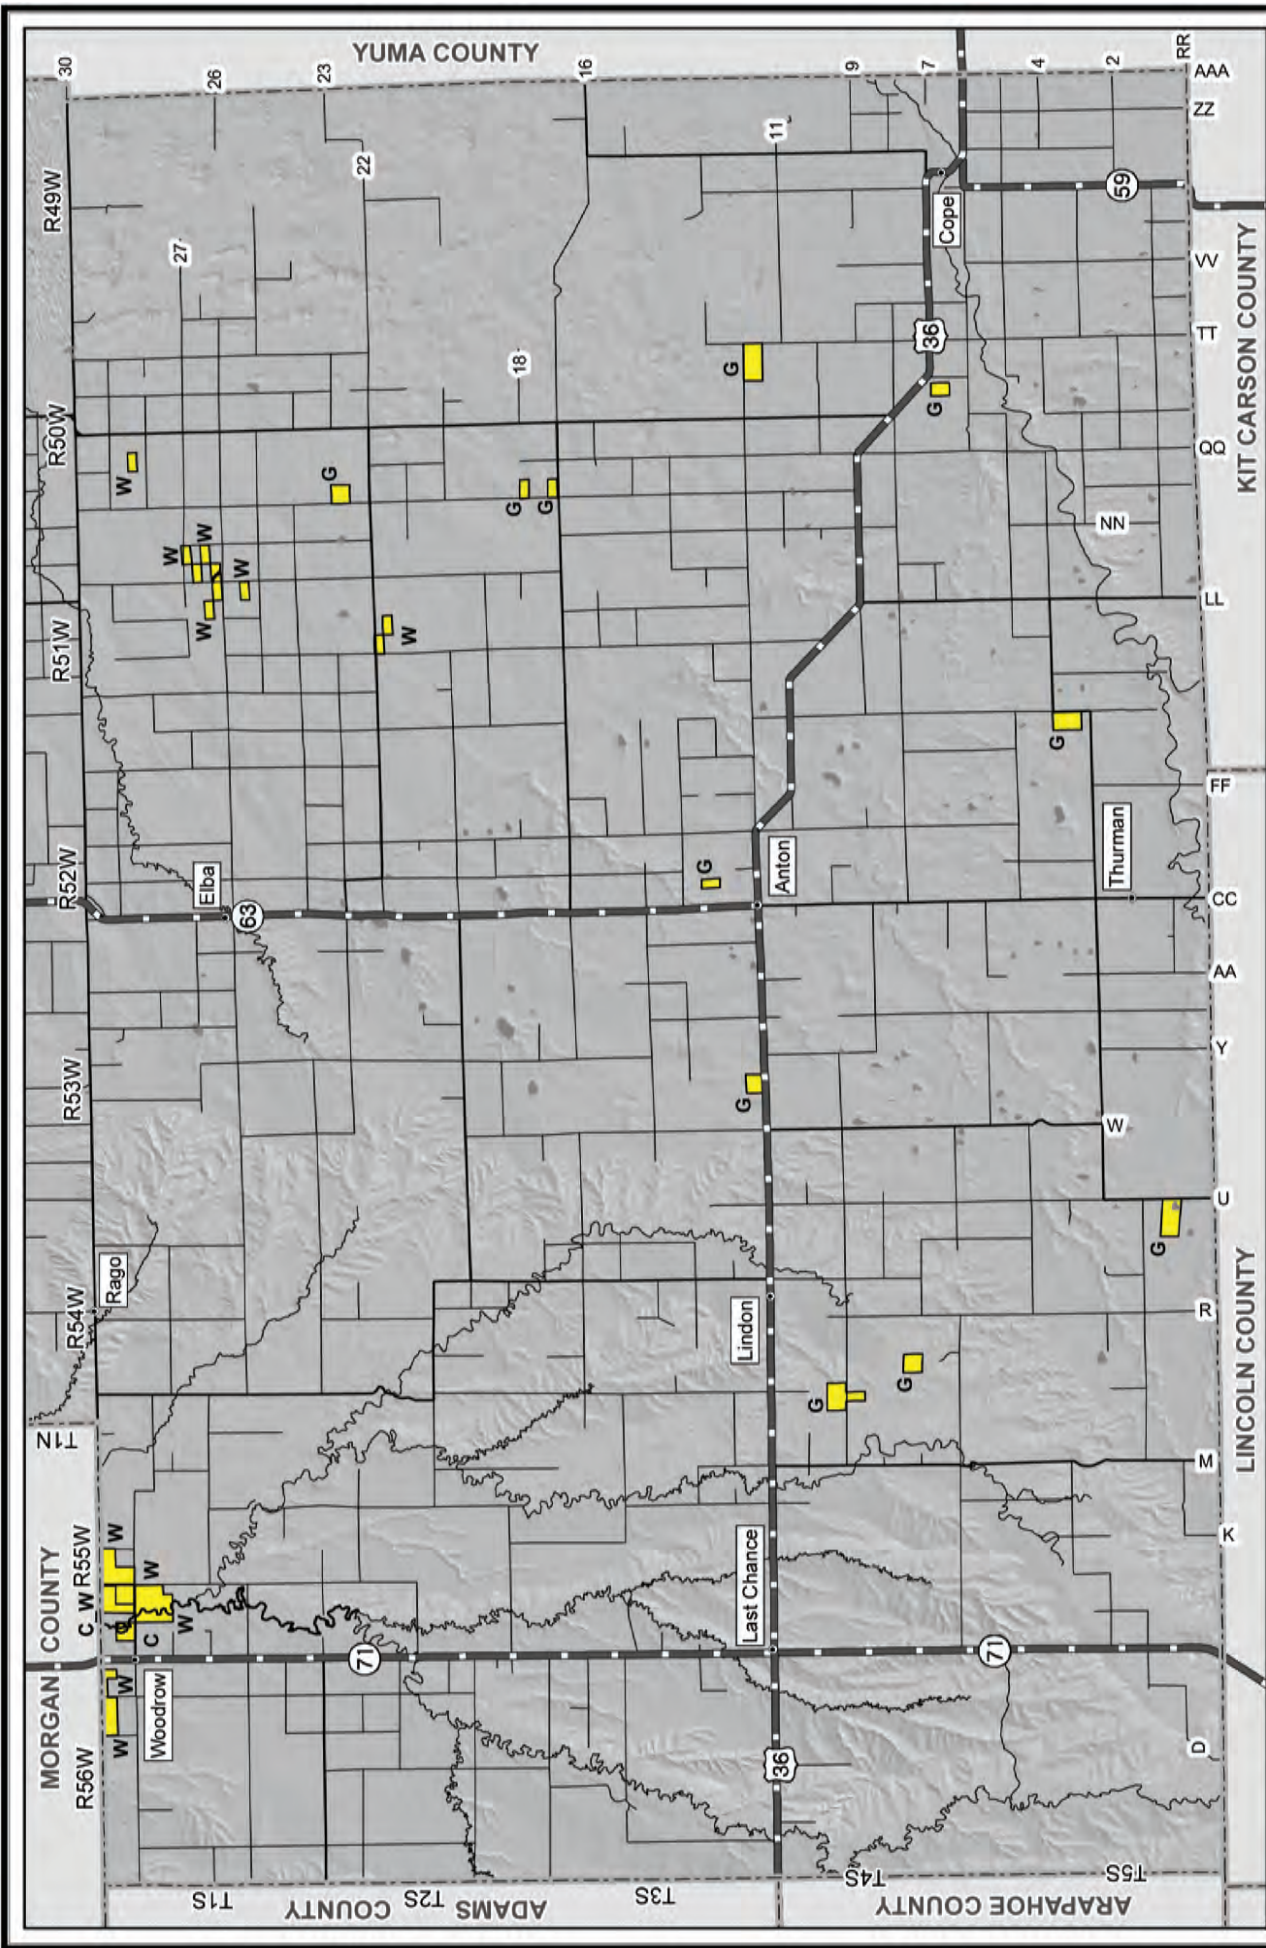 MORGAN COUNTY
T1N
R56W
R55W
R54W
R53W
R52W
R51W
R50W
R49W
30
W
W
C
W
W
C
W
W
Woodrow
Rago
Elba
63
71
W
W
W
W
W
W
G
G
G
27
26
23
22
18
16
YUMA COUNTY
T1S
T2S
ADAMS
COUNTY
T3S
T4S
T5S
ARAPAHOE COUNTY
Last Chance
Lindon
Anton
G
G
G
11
9
7
4
2
36
71
36
G
G
G
G
G
Cope
59
Thurman
D
K
M
R
U
W
Y
AA
CC
FF
LL
NN
QQ
TT
VV
ZZ
AAA
RR
LINCOLN COUNTY
KIT CARSON COUNTY